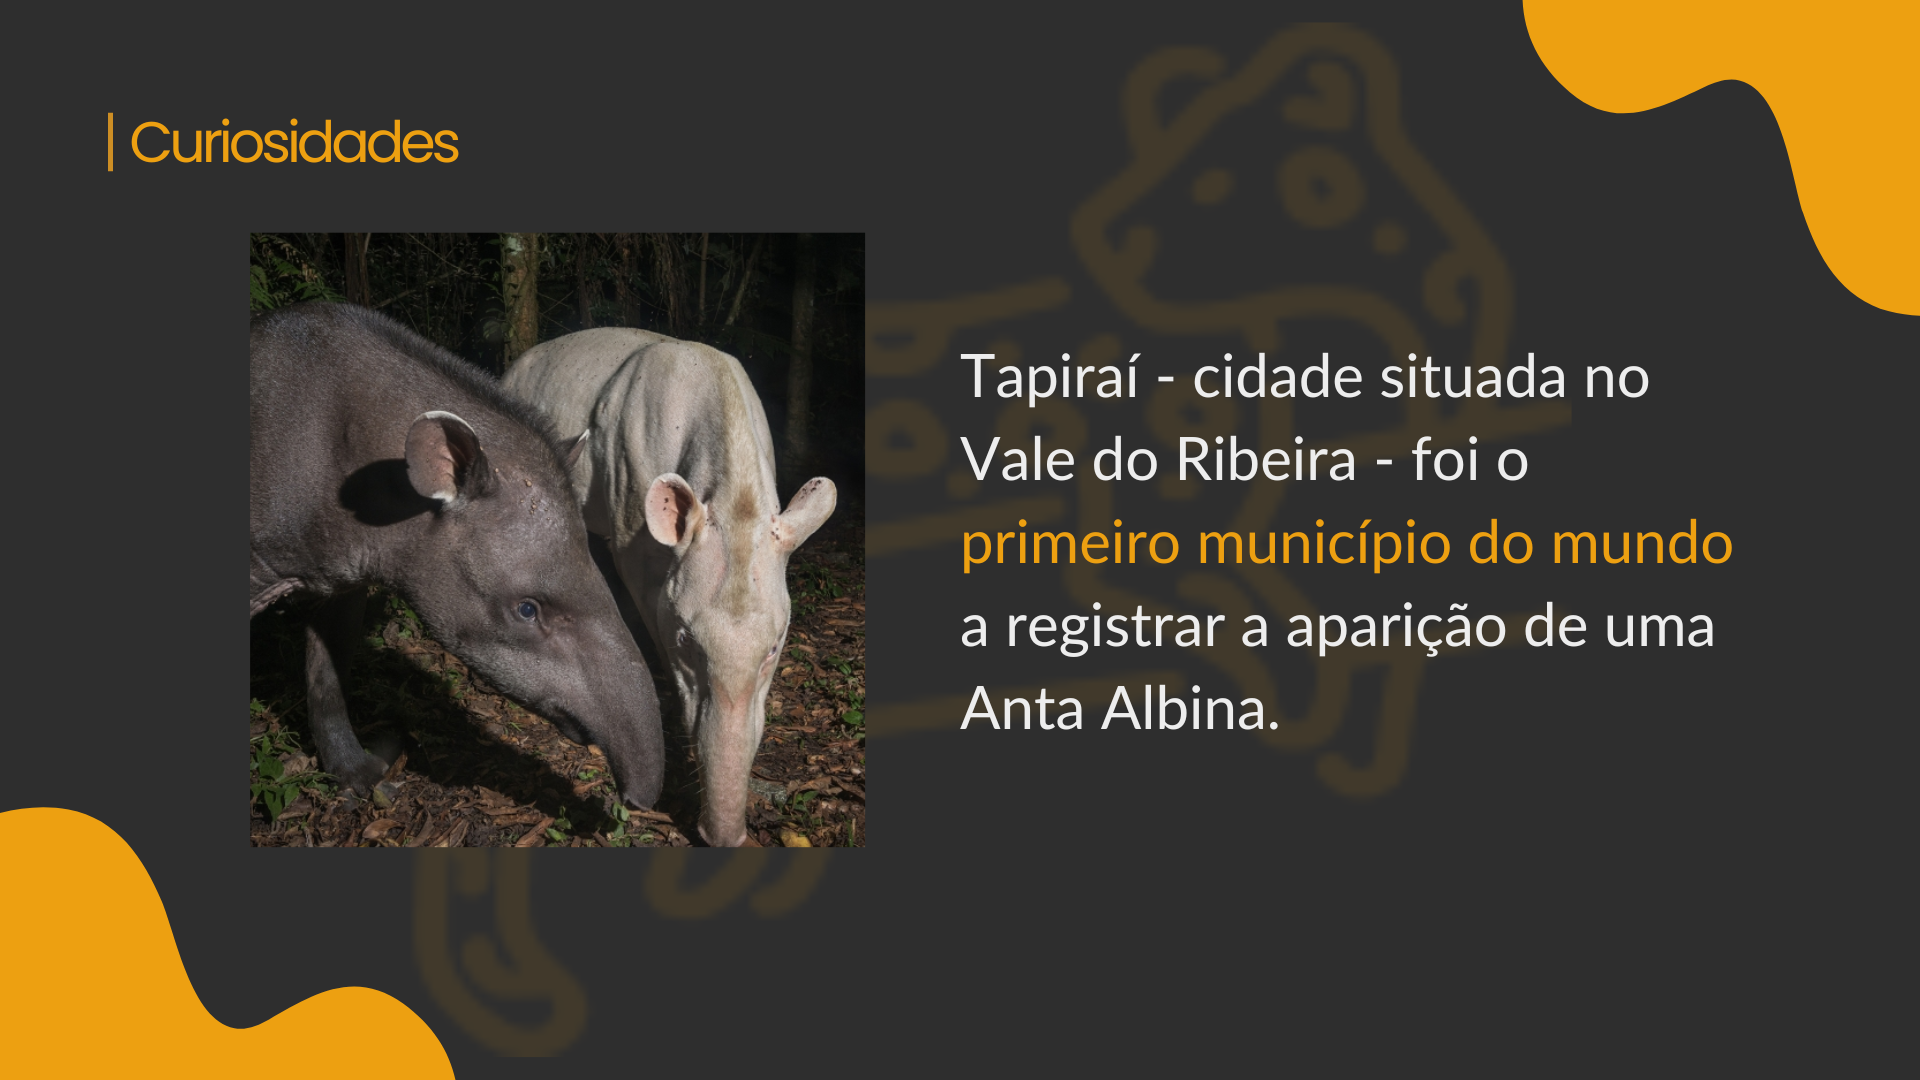 Curiosidades
Tapiraí - cidade situada no
Vale do Ribeira - foi o
primeiro município do mundo
a registrar a aparição de uma
Anta Albina.